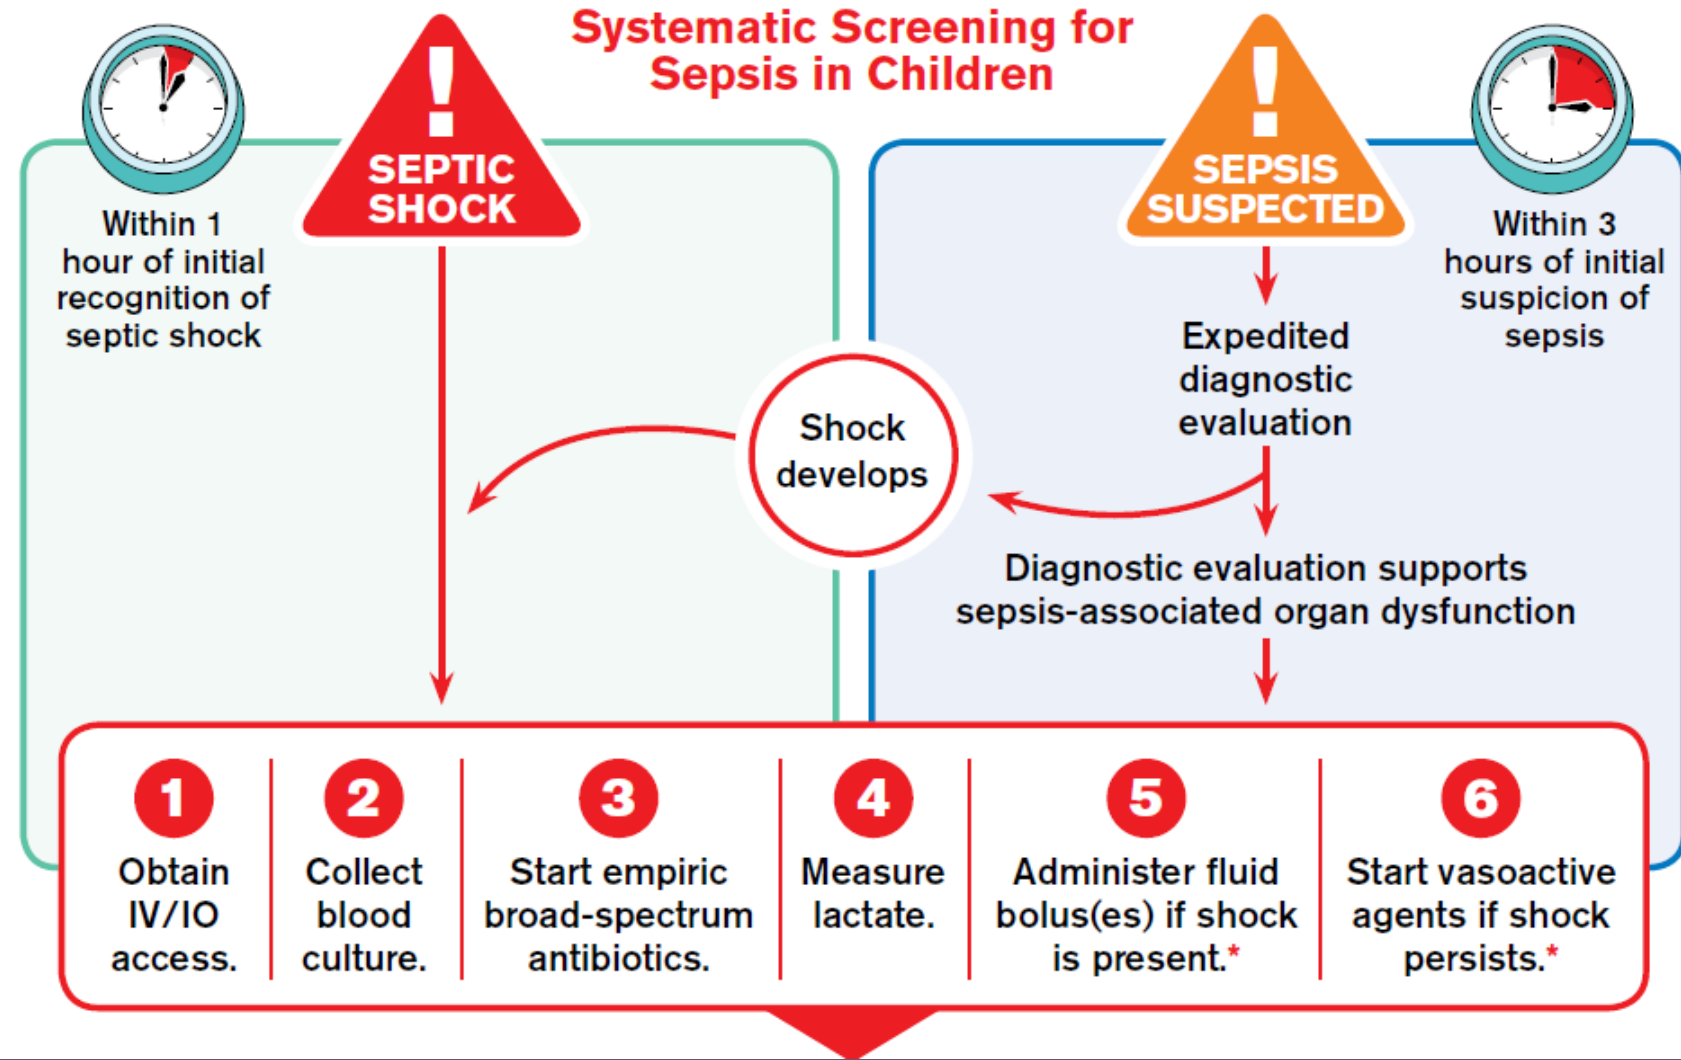 Systematic Screening for
Sepsis in Children
!
SEPTIC
SHOCK
Within 1
hour of initial
recognition of
septic shock
!
SEPSIS
SUSPECTED
Within 3
hours of initial
suspicion of
sepsis
Expedited
diagnostic
evaluation
Shock
develops
Diagnostic evaluation supports
sepsis-associated organ dysfunction
1
Obtain
IV/IO
access.
2
Collect
blood
culture.
3
Start empiric
broad-spectrum
antibiotics.
4
Measure
lactate.
5
Administer fluid
bolus(es) if shock
is present.*
6
Start vasoactive
agents if shock
persists.*